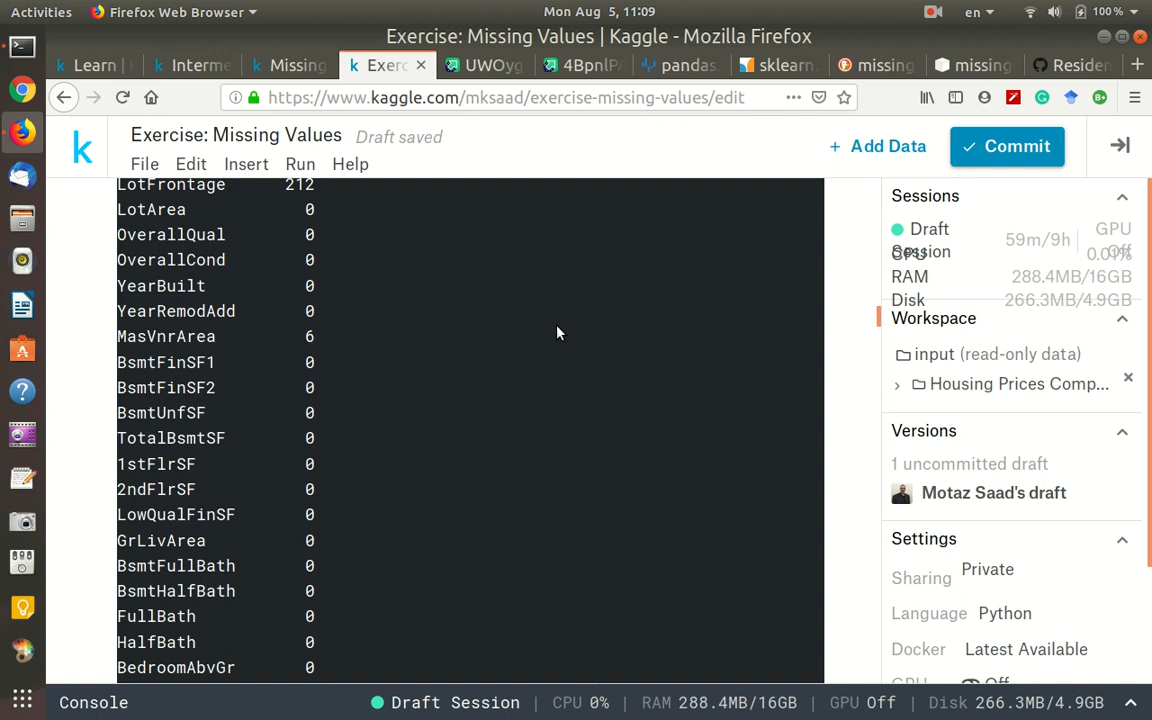 Activities Firefox Web Browser Mon Aug 5, 11:09 en 100%
Exercise: Missing Values | Kaggle - Mozilla Firefox
Learn | Interme Missing Exerc UWOyg 4BpnlP pandas. sklearn. missing missing Residen
https://www.kaggle.com/mksaad/exercise-missing-values/edit
Exercise: Missing Values Draft saved
File Edit Insert Run Help
+ Add Data
Commit
LotFrontage 212
LotArea 0
OverallQual 0
OverallCond 0
YearBuilt 0
YearRemodAdd 0
MasVnrArea 6
BsmtFinSF1 0
BsmtFinSF2 0
BsmtUnfSF 0
TotalBsmtSF 0
1stFlrSF 0
2ndFlrSF 0
LowQualFinSF 0
GrLivArea 0
BsmtFullBath 0
BsmtHalfBath 0
FullBath 0
HalfBath 0
BedroomAbvGr 0
Sessions
Draft Session 59m/9h GPU Off
CPU 0.01%
RAM 288.4MB/16GB
Disk 266.3MB/4.9GB
Workspace
input (read-only data)
Housing Prices Comp...
Versions
1 uncommitted draft
Motaz Saad's draft
Settings
Sharing Private
Language Python
Docker Latest Available
GPU Off
Console Draft Session | CPU 0% | RAM 288.4MB/16GB | GPU Off | Disk 266.3MB/4.9GB